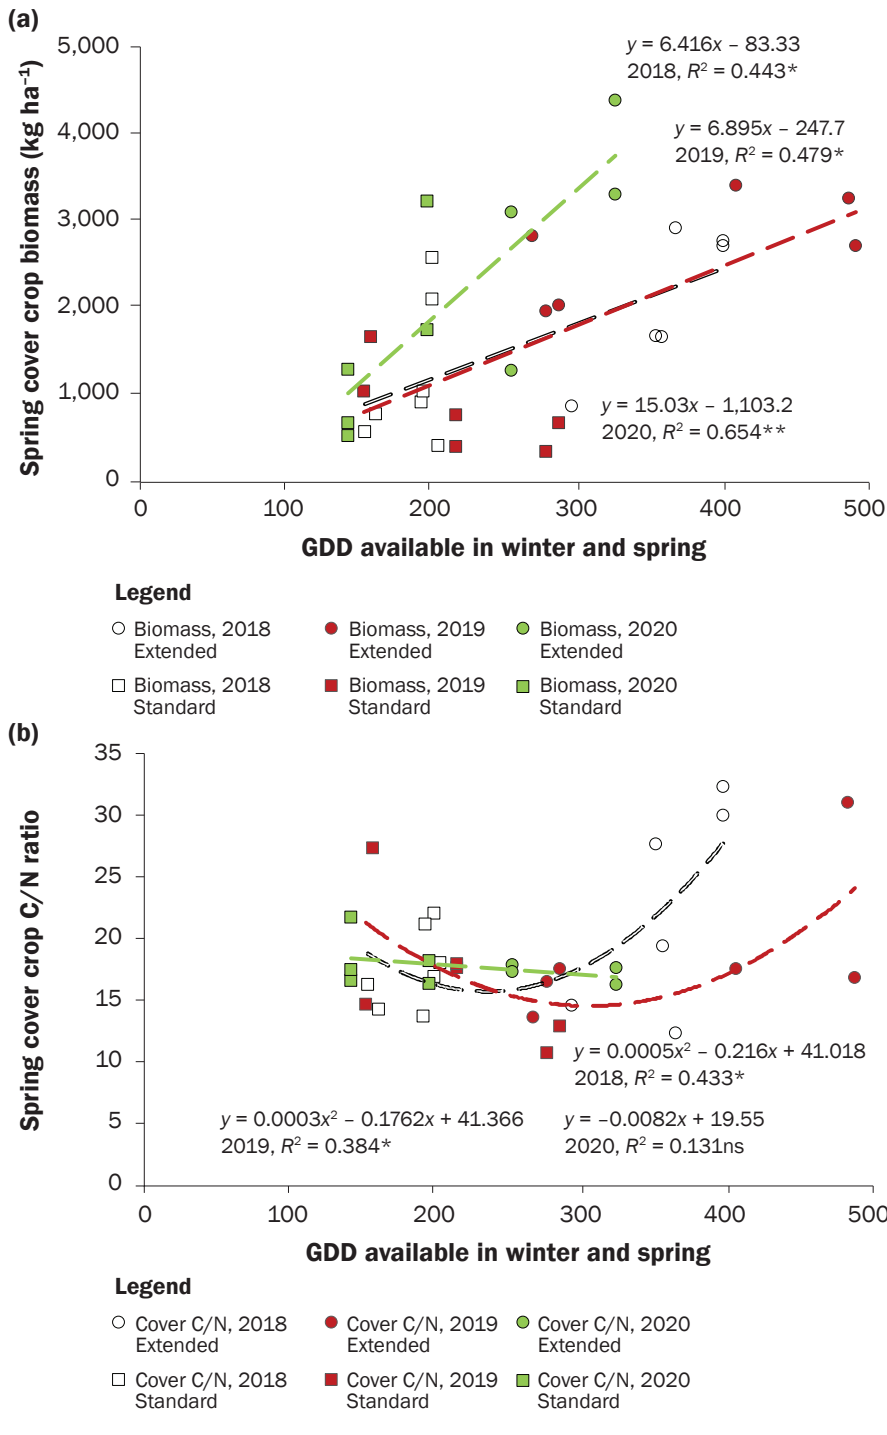 (a)
Spring cover crop biomass (kg ha⁻¹)
5,000
4,000
3,000
2,000
1,000
0
y = 6.416x – 83.33
2018, R² = 0.443*
y = 6.895x – 247.7
2019, R² = 0.479*
y = 15.03x – 1,103.2
2020, R² = 0.654**
0 100 200 300 400 500
GDD available in winter and spring
Legend
Biomass, 2018 Biomass, 2019 Biomass, 2020
Extended Extended Extended
Biomass, 2018 Biomass, 2019 Biomass, 2020
Standard Standard Standard
(b)
Spring cover crop C/N ratio
35
30
25
20
15
10
5
0
y = 0.0005x² – 0.216x + 41.018
2018, R² = 0.433*
y = 0.0003x² – 0.1762x + 41.366
2019, R² = 0.384*
y = –0.0082x + 19.55
2020, R² = 0.131ns
0 100 200 300 400 500
GDD available in winter and spring
Legend
Cover C/N, 2018 Cover C/N, 2019 Cover C/N, 2020
Extended Extended Extended
Cover C/N, 2018 Cover C/N, 2019 Cover C/N, 2020
Standard Standard Standard